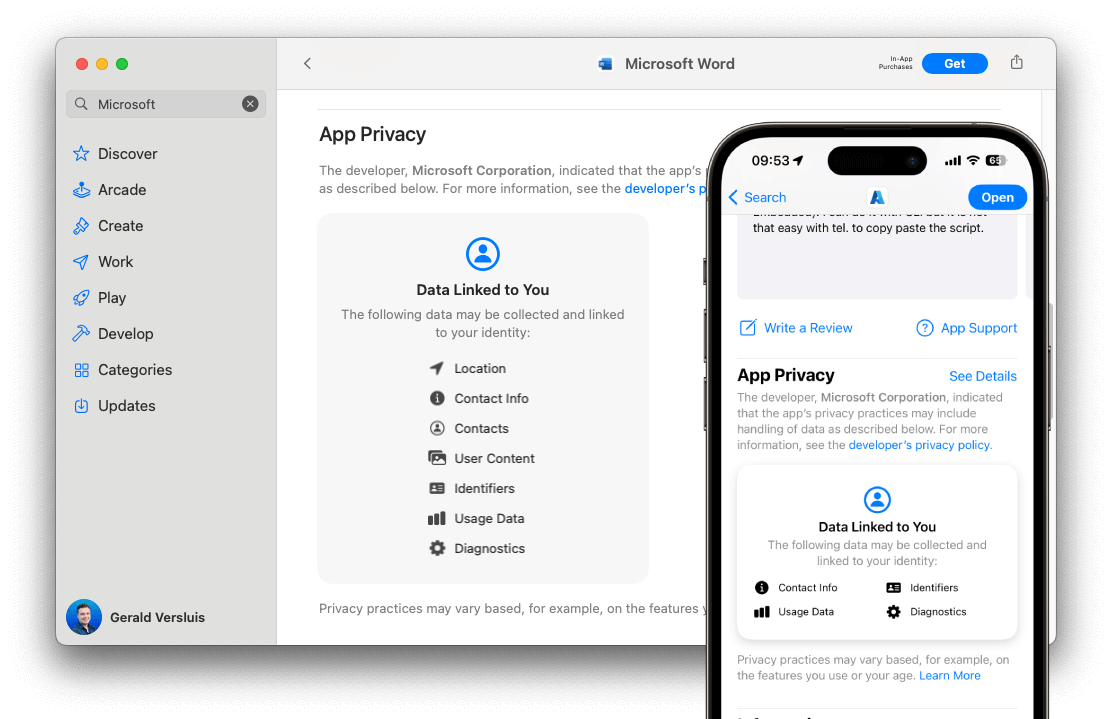 Microsoft
Discover
Arcade
Create
Work
Play
Develop
Categories
Updates
Gerald Versluis
Microsoft Word
In-App
Purchases
Get
App Privacy
The developer, Microsoft Corporation, indicated that the app's
as described below. For more information, see the developer's p
Data Linked to You
The following data may be collected and linked
to your identity:
Location
Contact Info
Contacts
User Content
Identifiers
Usage Data
Diagnostics
Privacy practices may vary based, for example, on the features y
09:53
65
Search
Open
that easy with tel. to copy paste the script.
Write a Review
App Support
App Privacy
See Details
The developer, Microsoft Corporation, indicated
that the app's privacy practices may include
handling of data as described below. For more
information, see the developer's privacy policy.
Data Linked to You
The following data may be collected and
linked to your identity:
Contact Info
Identifiers
Usage Data
Diagnostics
Privacy practices may vary based, for example, on
the features you use or your age. Learn More